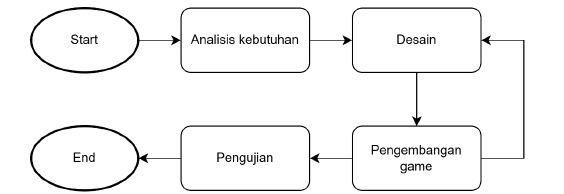 Start
Analisis kebutuhan
Desain
Pengembangan
game
Pengujian
End